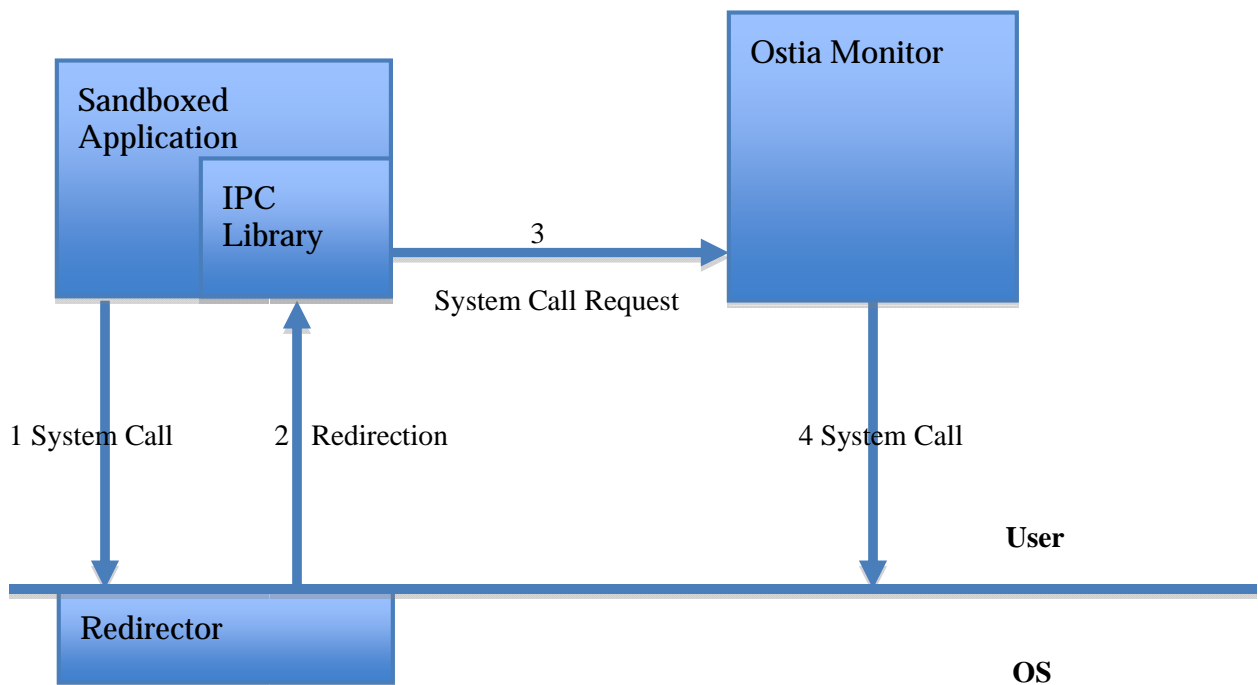 Ostia Monitor
Sandboxed
Application
IPC
Library
3
System Call Request
1 System Call
2 Redirection
4 System Call
User
Redirector
OS